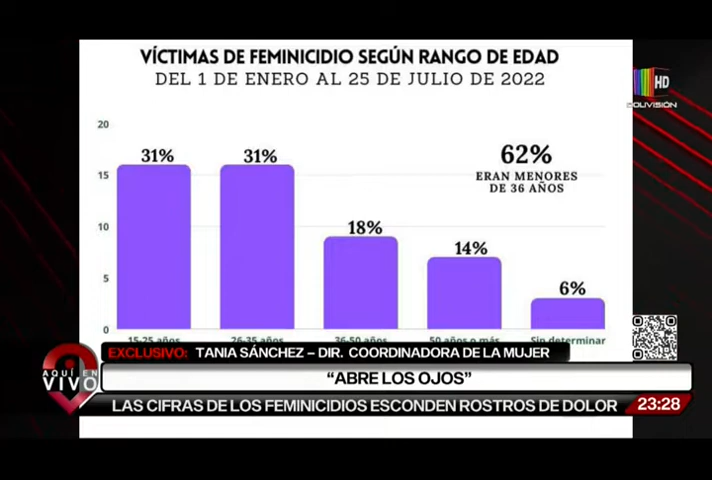 VÍCTIMAS DE FEMINICIDIO SEGÚN RANGO DE EDAD
DEL 1 DE ENERO AL 25 DE JULIO DE 2022
HD
BOLIVISIÓN
20
15
10
5
0
31%
31%
18%
14%
6%
62%
ERAN MENORES
DE 36 AÑOS
15-25 años
26-35 años
36-50 años
50 años o más
Sin determinar
EXCLUSIVO: TANIA SÁNCHEZ – DIR. COORDINADORA DE LA MUJER
AQUÍ EN
VIVO
“ABRE LOS OJOS”
LAS CIFRAS DE LOS FEMINICIDIOS ESCONDEN ROSTROS DE DOLOR
23:28